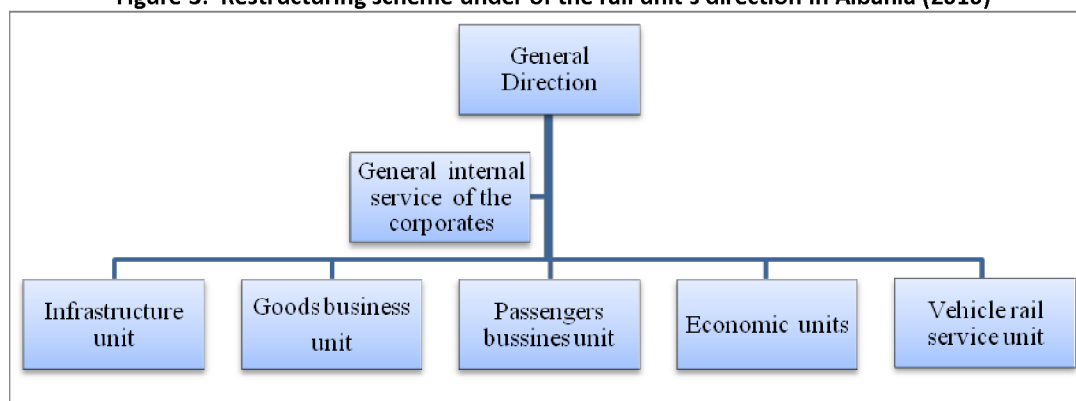 Figure 3. Restructuring scheme under of the rail unit's direction in Albania (2010)
General
Direction
General internal
service of the
corporates
Infrastructure
unit
Goods business
unit
Passengers
bussines unit
Economic units
Vehicle rail
service unit